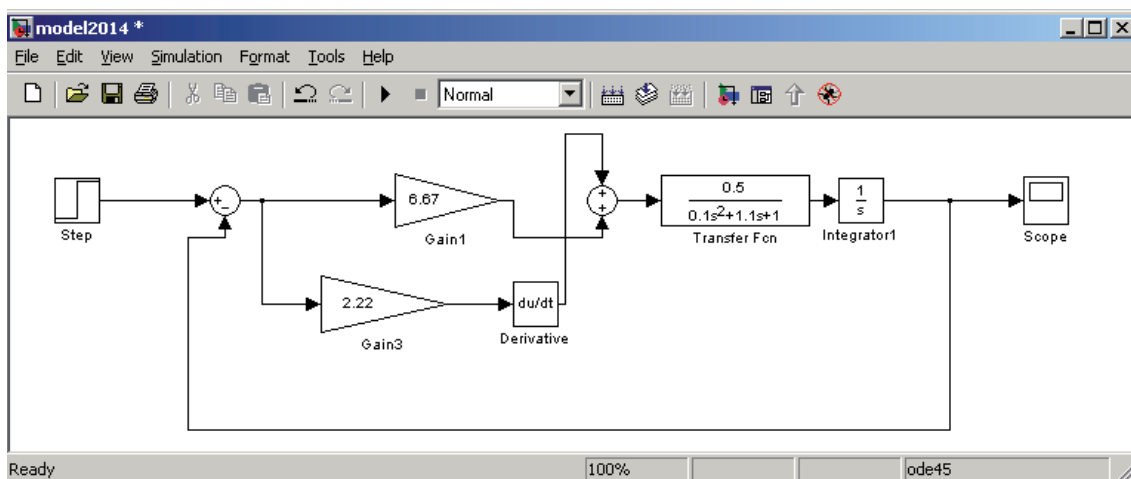 model2014 *
File Edit View Simulation Format Tools Help
Normal
Step
+
−
6.67
Gain1
+
+
0.5
0.1s²+1.1s+1
Transfer Fcn
1
s
Integrator1
Scope
2.22
Gain3
du/dt
Derivative
Ready 100% ode45